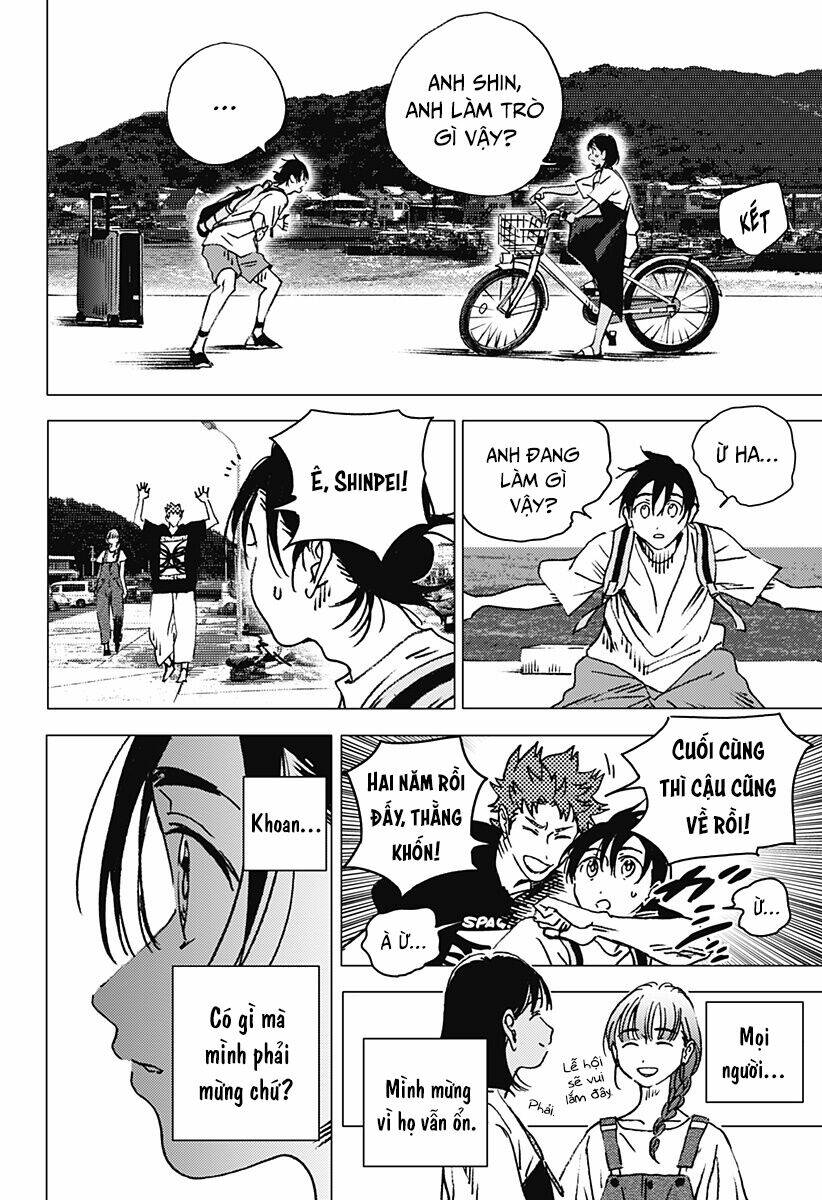 ANH SHIN,
ANH LÀM TRÒ
GÌ VẬY?
...
KÉT
Ừ HA...
ANH ĐANG
LÀM GÌ
VẬY?
Ê, SHINPEI!
CUỐI CÙNG
THÌ CẬU CŨNG
VỀ RỒI!
HAI NĂM RỒI
ĐẤY, THẰNG
KHỐN!
Ừ...
À Ừ...
SPAC
Mọi
người...
Lễ hội
sẽ vui
lắm đây.
Phải.
Mình mừng
vì họ vẫn ổn.
Khoan...
Có gì mà
mình phải
mừng chứ?